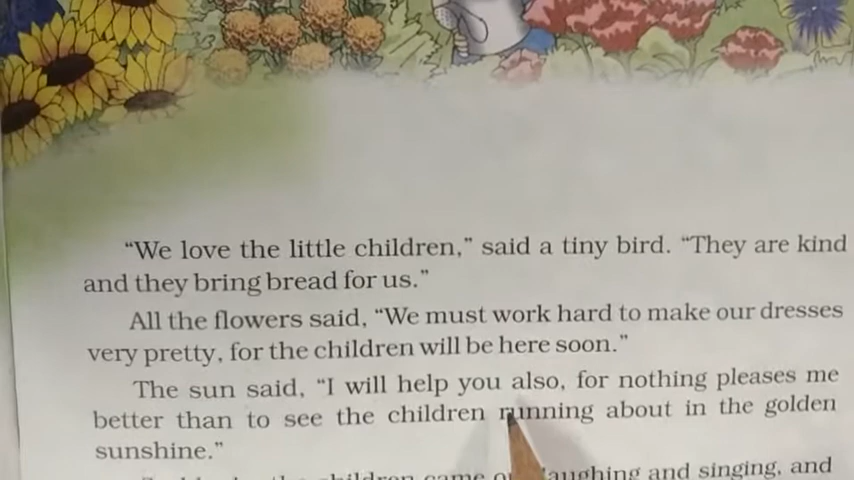 “We love the little children,” said a tiny bird. “They are kind
and they bring bread for us.”
All the flowers said, “We must work hard to make our dresses
very pretty, for the children will be here soon.”
The sun said, “I will help you also, for nothing pleases me
better than to see the children running about in the golden
sunshine.”
children came laughing and singing, and